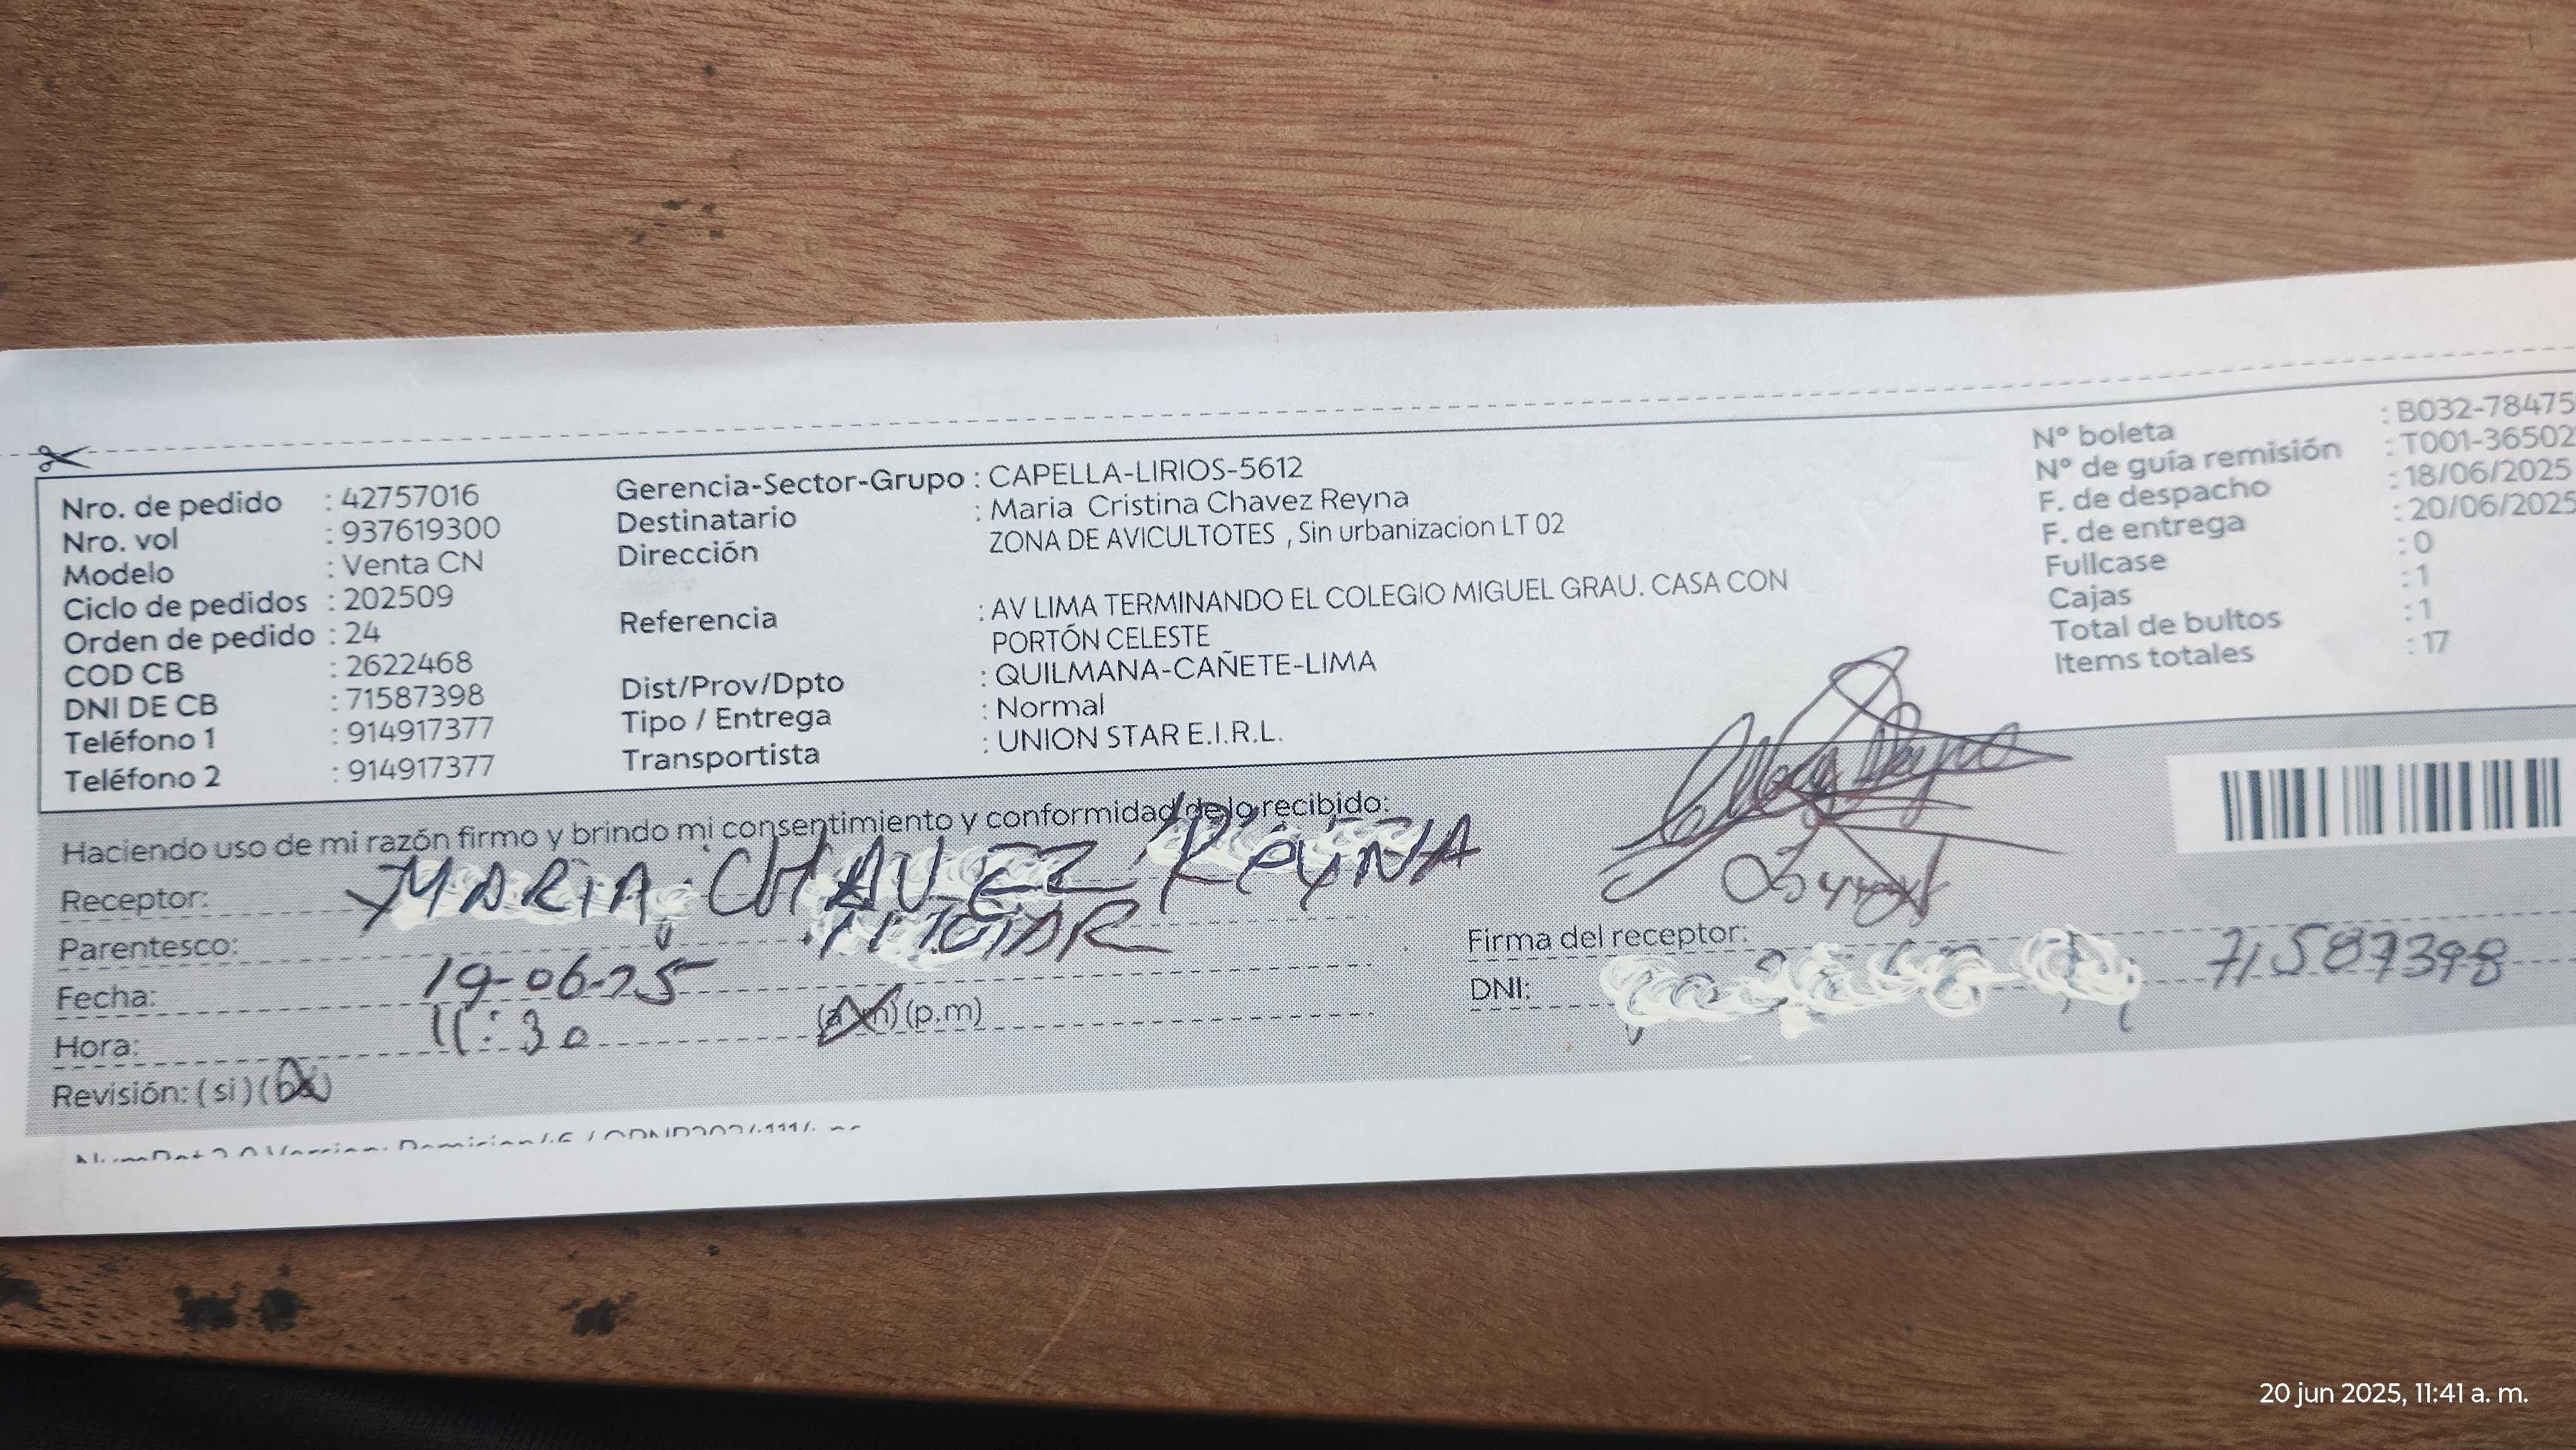 Nro. de pedido : 42757016
Nro. vol : 937619300
Modelo : Venta CN
Ciclo de pedidos : 202509
Orden de pedido : 24
COD CB : 2622468
DNI DE CB : 71587398
Teléfono 1 : 914917377
Teléfono 2 : 914917377
Gerencia-Sector-Grupo : CAPELLA-LIRIOS-5612
Destinatario : Maria Cristina Chavez Reyna
Dirección ZONA DE AVICULTOTES , Sin urbanizacion LT 02
Referencia : AV LIMA TERMINANDO EL COLEGIO MIGUEL GRAU. CASA CON
PORTÓN CELESTE
Dist/Prov/Dpto : QUILMANA-CAÑETE-LIMA
Tipo / Entrega : Normal
Transportista : UNION STAR E.I.R.L.
Nº boleta : B032-78475
Nº de guía remisión : T001-36502
F. de despacho : 18/06/2025
F. de entrega : 20/06/2025
Fullcase : 0
Cajas : 1
Total de bultos : 1
Items totales : 17
Haciendo uso de mi razón firmo y brindo mi consentimiento y conformidad de lo recibido:
Receptor: MARIA CHAVEZ REYNA
Parentesco: TITULAR
Fecha: 19-06-25
Hora: 11:30 (a.m) (p.m)
Revisión: ( si ) ( no )
Firma del receptor:
DNI: 71587398
20 jun 2025, 11:41 a. m.